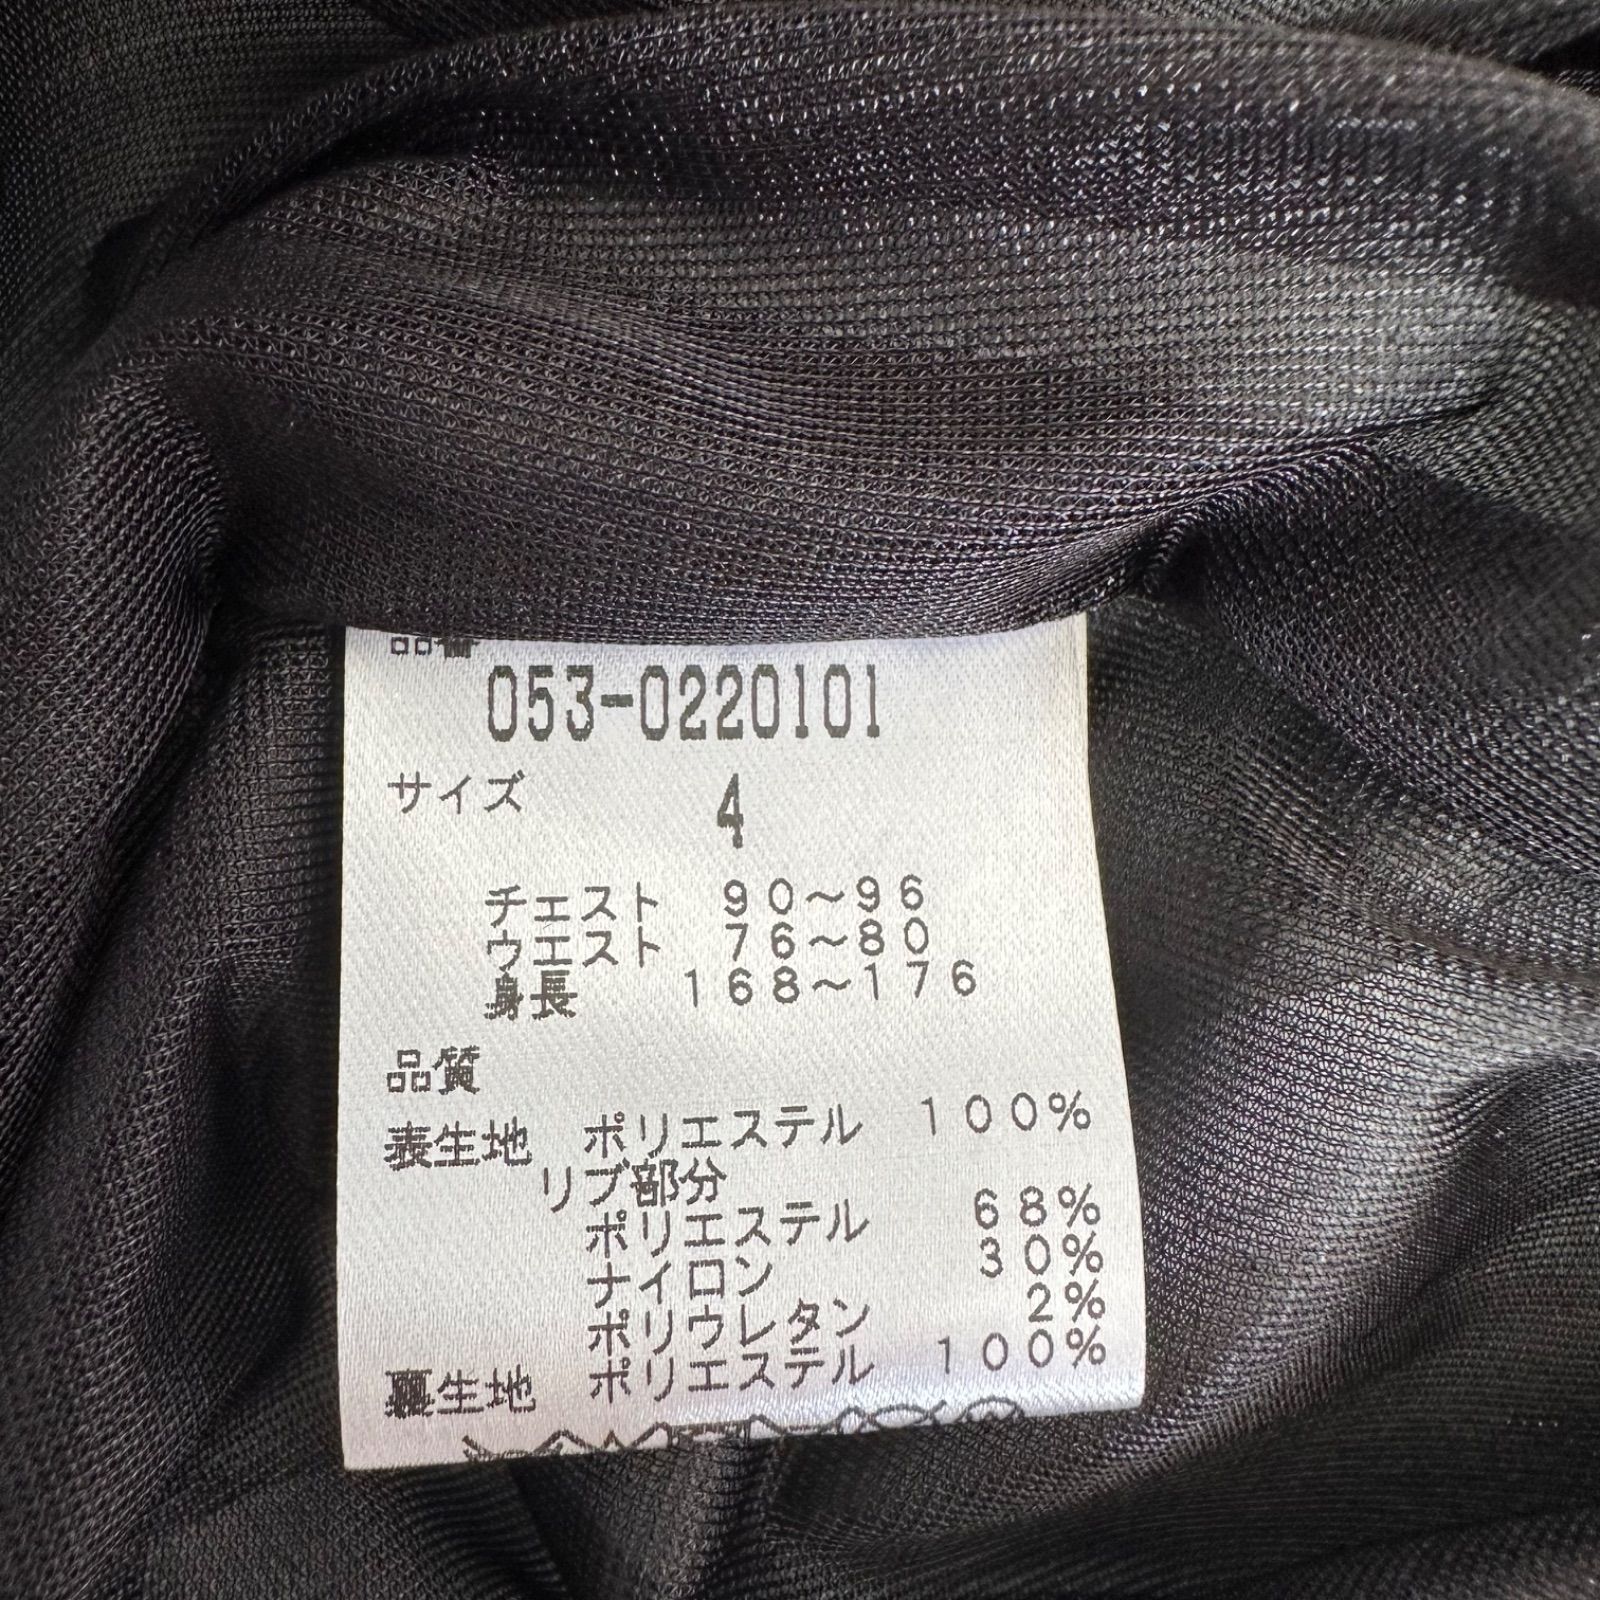 品番
053-0220101
サイズ 4
チェスト 90～96
ウエスト 76～80
身長 168～176
品質
表生地 ポリエステル 100%
リブ部分
ポリエステル 68%
ナイロン 30%
ポリウレタン 2%
裏生地 ポリエステル 100%